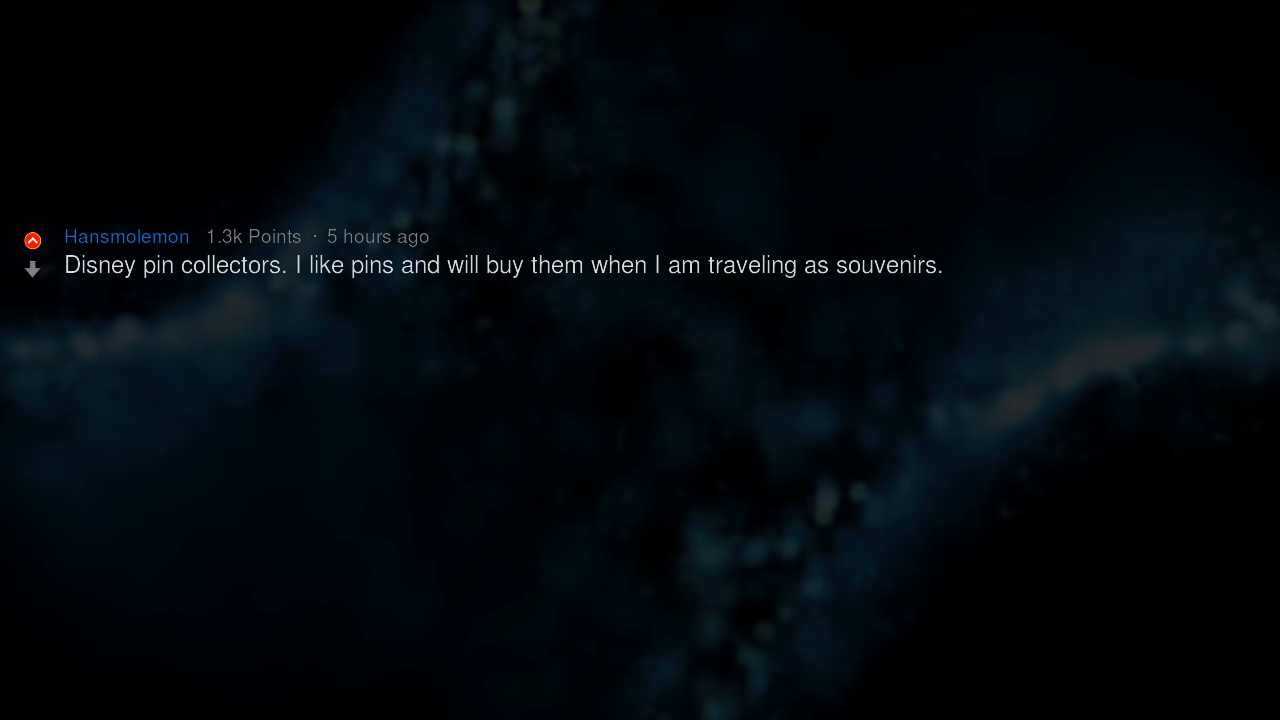 Hansmolemon 1.3k Points · 5 hours ago
Disney pin collectors. I like pins and will buy them when I am traveling as souvenirs.